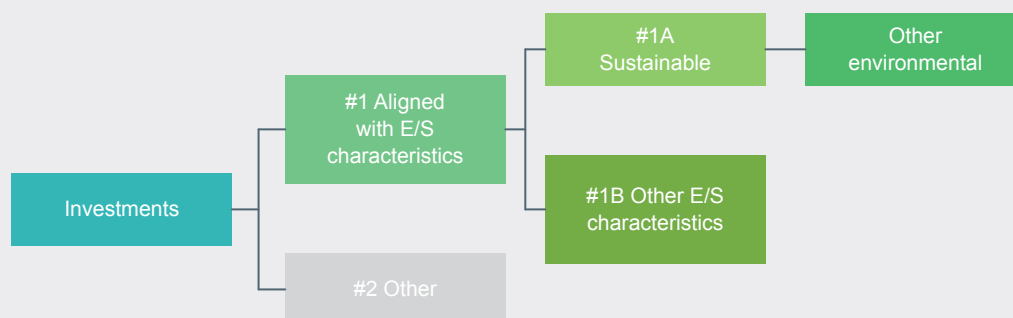 Investments
#1 Aligned
with E/S
characteristics
#2 Other
#1A
Sustainable
#1B Other E/S
characteristics
Other
environmental